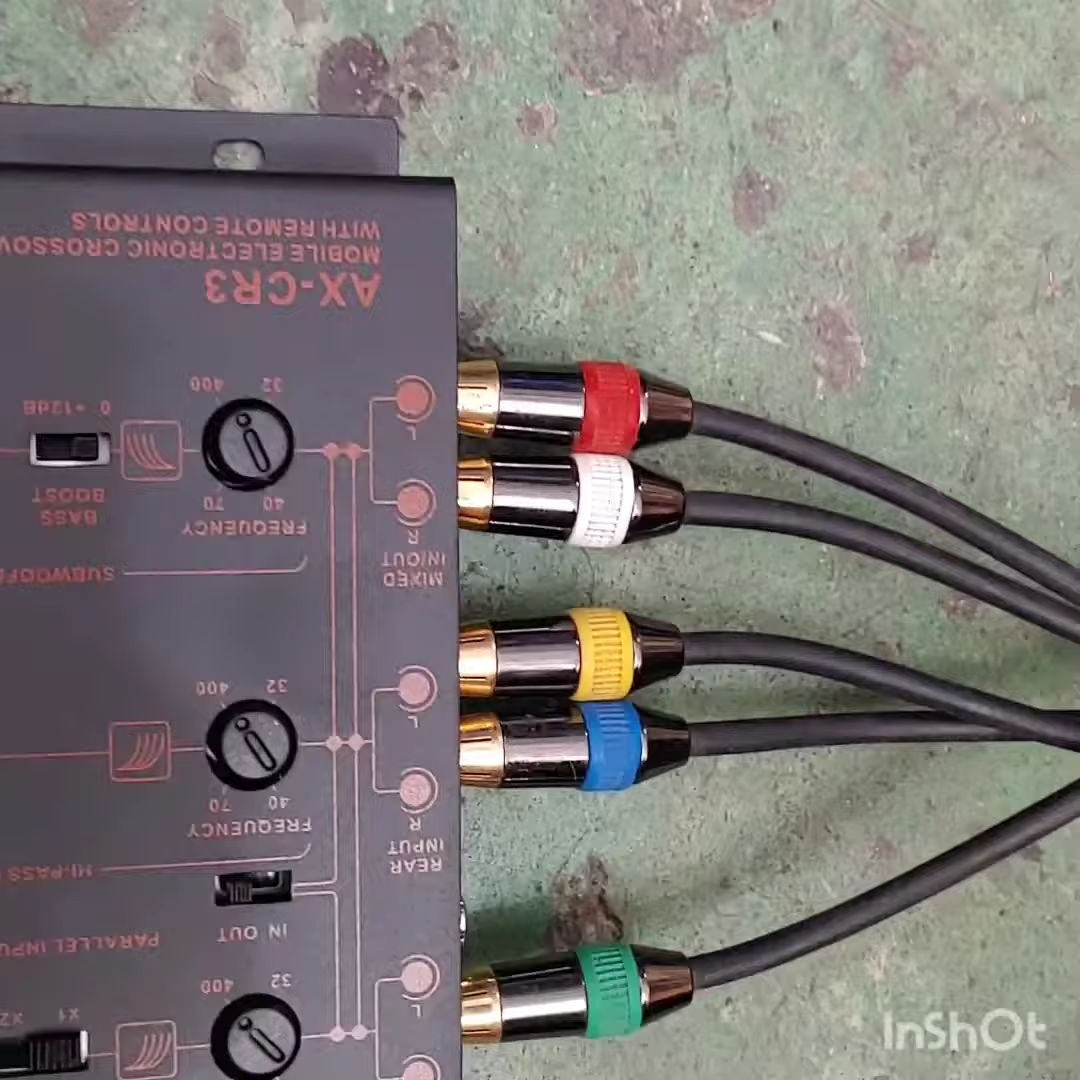 AX-CR3
MOBILE ELECTRONIC CROSSOV
WITH REMOTE CONTROLS
X2 X1
400 32
L
PARALLEL INPU
IN OUT
HI-PASS
REAR
INPUT
FREQUENCY
R
70 40
400 32
L
SUBWOOFE
MIXED
IN/OUT
FREQUENCY
R
BASS
BOOST
70 40
0 +12dB
400 32
L
InShOt